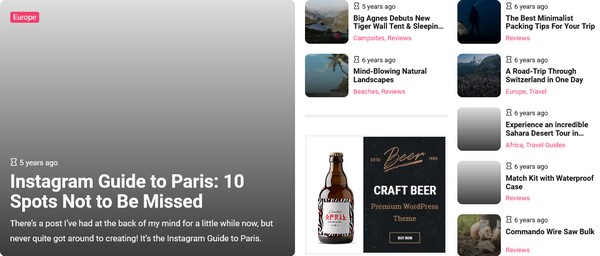 Europe
5 years ago
Instagram Guide to Paris: 10
Spots Not to Be Missed
There's a post I've had at the back of my mind for a little while now, but
never quite got around to creating! It's the Instagram Guide to Paris.
5 years ago
Big Agnes Debuts New
Tiger Wall Tent & Sleepin...
Campsites, Reviews
6 years ago
Mind-Blowing Natural
Landscapes
Beaches, Reviews
ESTD Beer 1985
CRAFT BEER
Premium WordPress
Theme
BUY NOW
APRIL
6 years ago
The Best Minimalist
Packing Tips For Your Trip
Reviews
6 years ago
A Road-Trip Through
Switzerland in One Day
Europe, Travel
6 years ago
Experience an incredible
Sahara Desert Tour in...
Africa, Travel Guides
6 years ago
Match Kit with Waterproof
Case
Reviews
6 years ago
Commando Wire Saw Bulk
Reviews